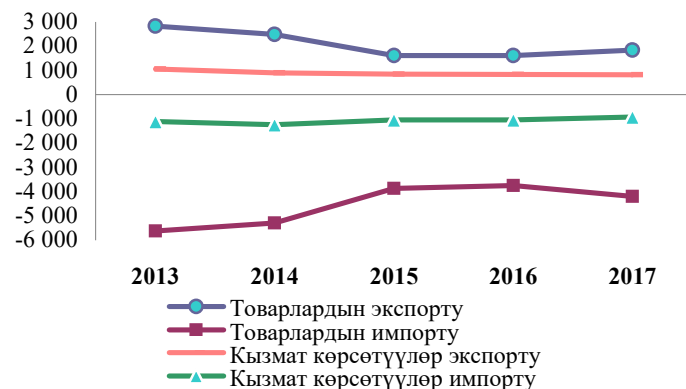 3 000
2 000
1 000
0
-1 000
-2 000
-3 000
-4 000
-5 000
-6 000
2013 2014 2015 2016 2017
Товарлардын экспорту
Товарлардын импорту
Кызмат көрсөтүүлөр экспорту
Кызмат көрсөтүүлөр импорту